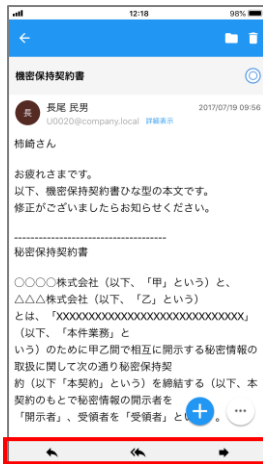 12:18
98%
機密保持契約書
長
長尾 民男
2017/07/19 09:56
U0020@company.local 詳細表示
柿崎さん
お疲れさまです。
以下、機密保持契約書ひな型の本文です。
修正がございましたらお知らせください。
------------------------------------
秘密保持契約書
〇〇〇〇株式会社（以下、「甲」という）と、
△△△株式会社（以下、「乙」という）
とは、「XXXXXXXXXXXXXXXXXXXXXXXXXXXX」
（以下、「本件業務」と
いう）のために甲乙間で相互に開示する秘密情報の
取扱に関して次の通り秘密保持契
約（以下「本契約」という）を締結する（以下、本
契約のもとで秘密情報の開示者を
「開示者」、受領者を「受領者」とい